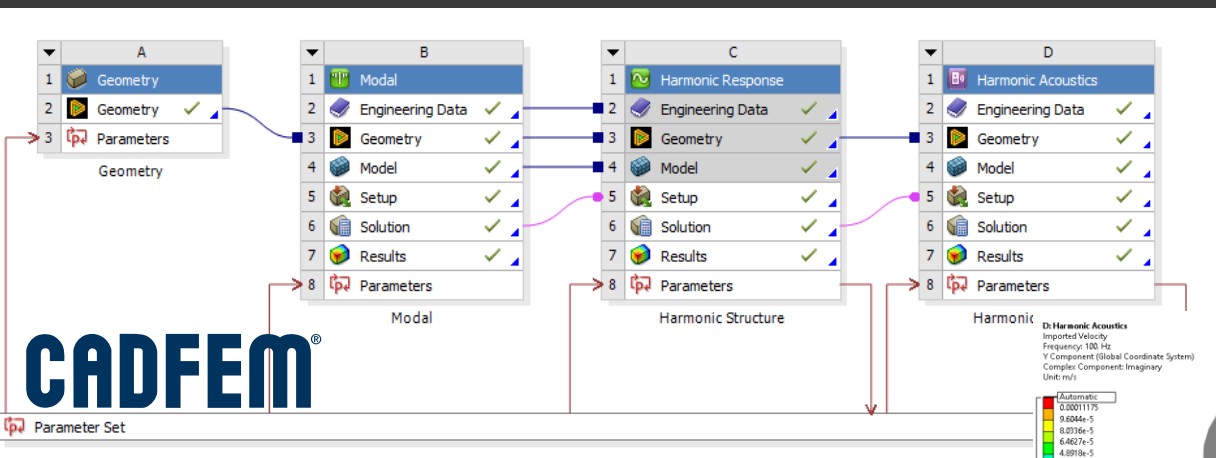 A
1 Geometry
2 Geometry
3 Parameters
Geometry
B
1 Modal
2 Engineering Data
3 Geometry
4 Model
5 Setup
6 Solution
7 Results
8 Parameters
Modal
C
1 Harmonic Response
2 Engineering Data
3 Geometry
4 Model
5 Setup
6 Solution
7 Results
8 Parameters
Harmonic Structure
D
1 Harmonic Acoustics
2 Engineering Data
3 Geometry
4 Model
5 Setup
6 Solution
7 Results
8 Parameters
Harmonic
CADFEM®
Parameter Set
D: Harmonic Acoustics
Imported Velocity
Frequency: 100. Hz
Y Component (Global Coordinate System)
Complex Component: Imaginary
Unit: m/s
Automatic
0.00011175
9.6044e-5
8.0336e-5
6.4627e-5
4.8918e-5